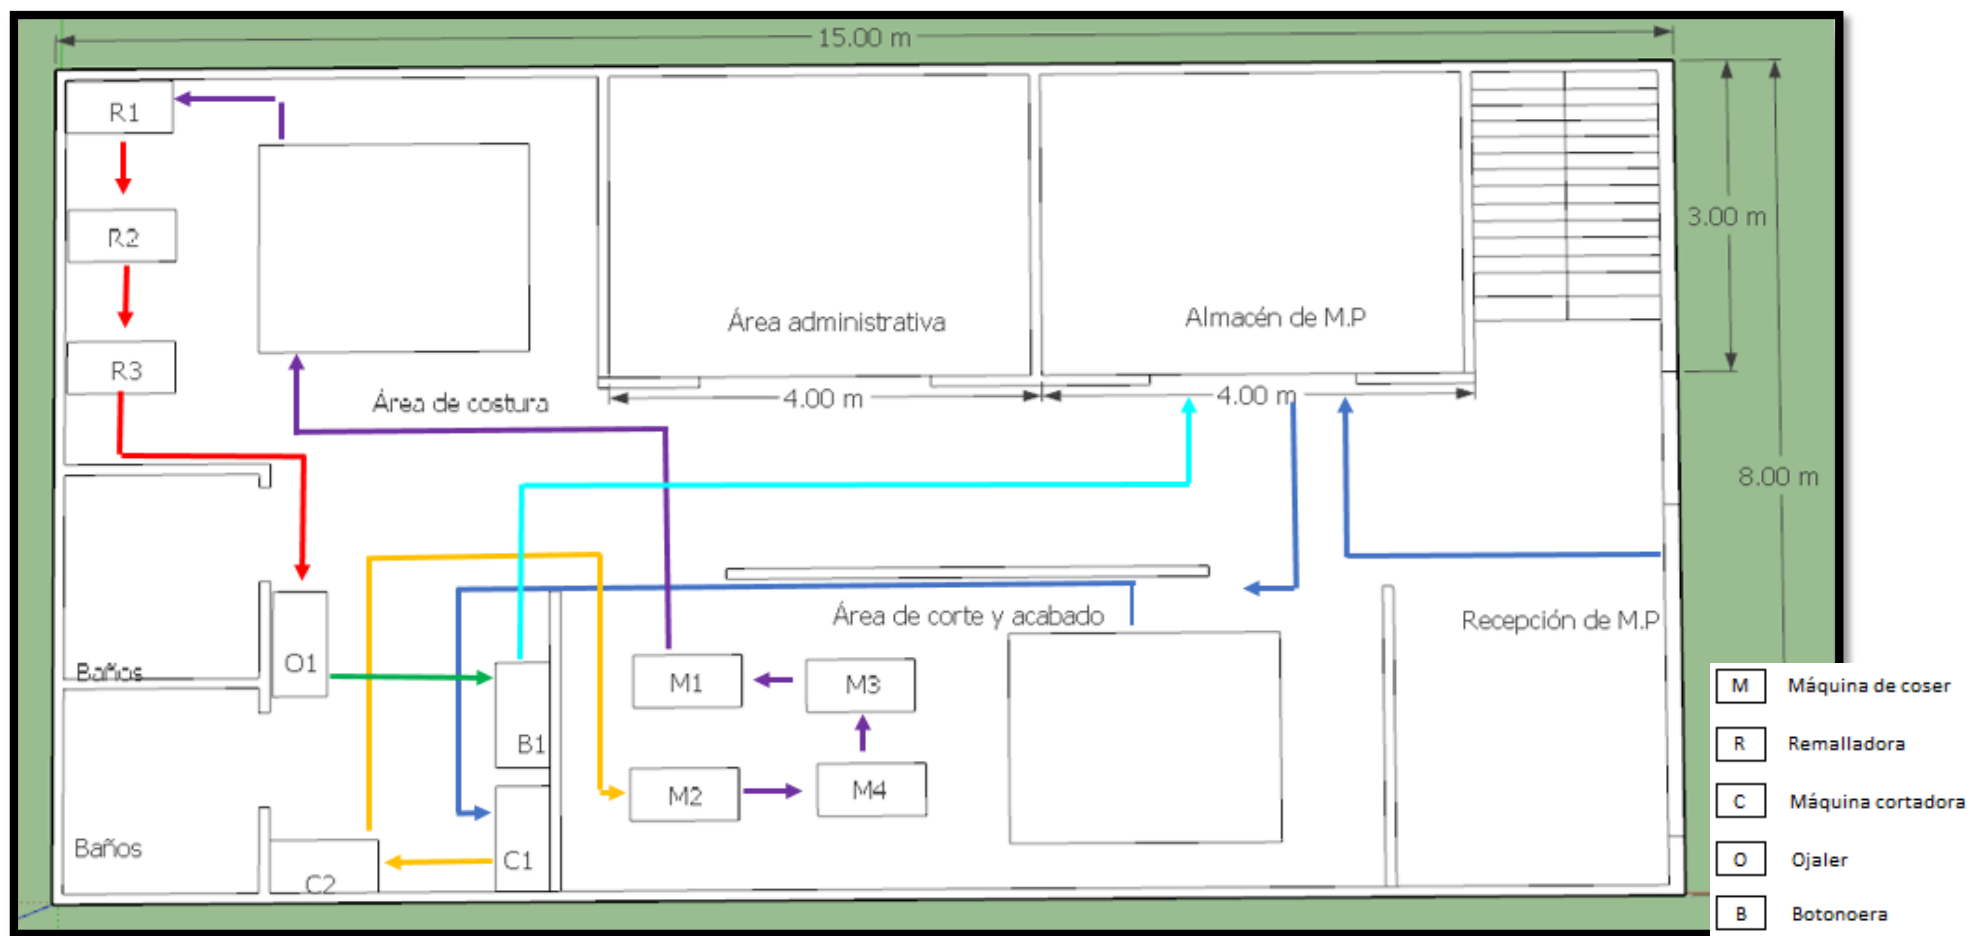 15.00 m
R1
R2
3.00 m
Área administrativa
Almacén de M.P
R3
Área de costura
4.00 m
4.00 m
8.00 m
Área de corte y acabado
Recepción de M.P
O1
Baños
M1
M3
M Máquina de coser
B1
R Remalladora
M2
M4
C Máquina cortadora
Baños
C1
C2
O Ojaler
B Botonoera